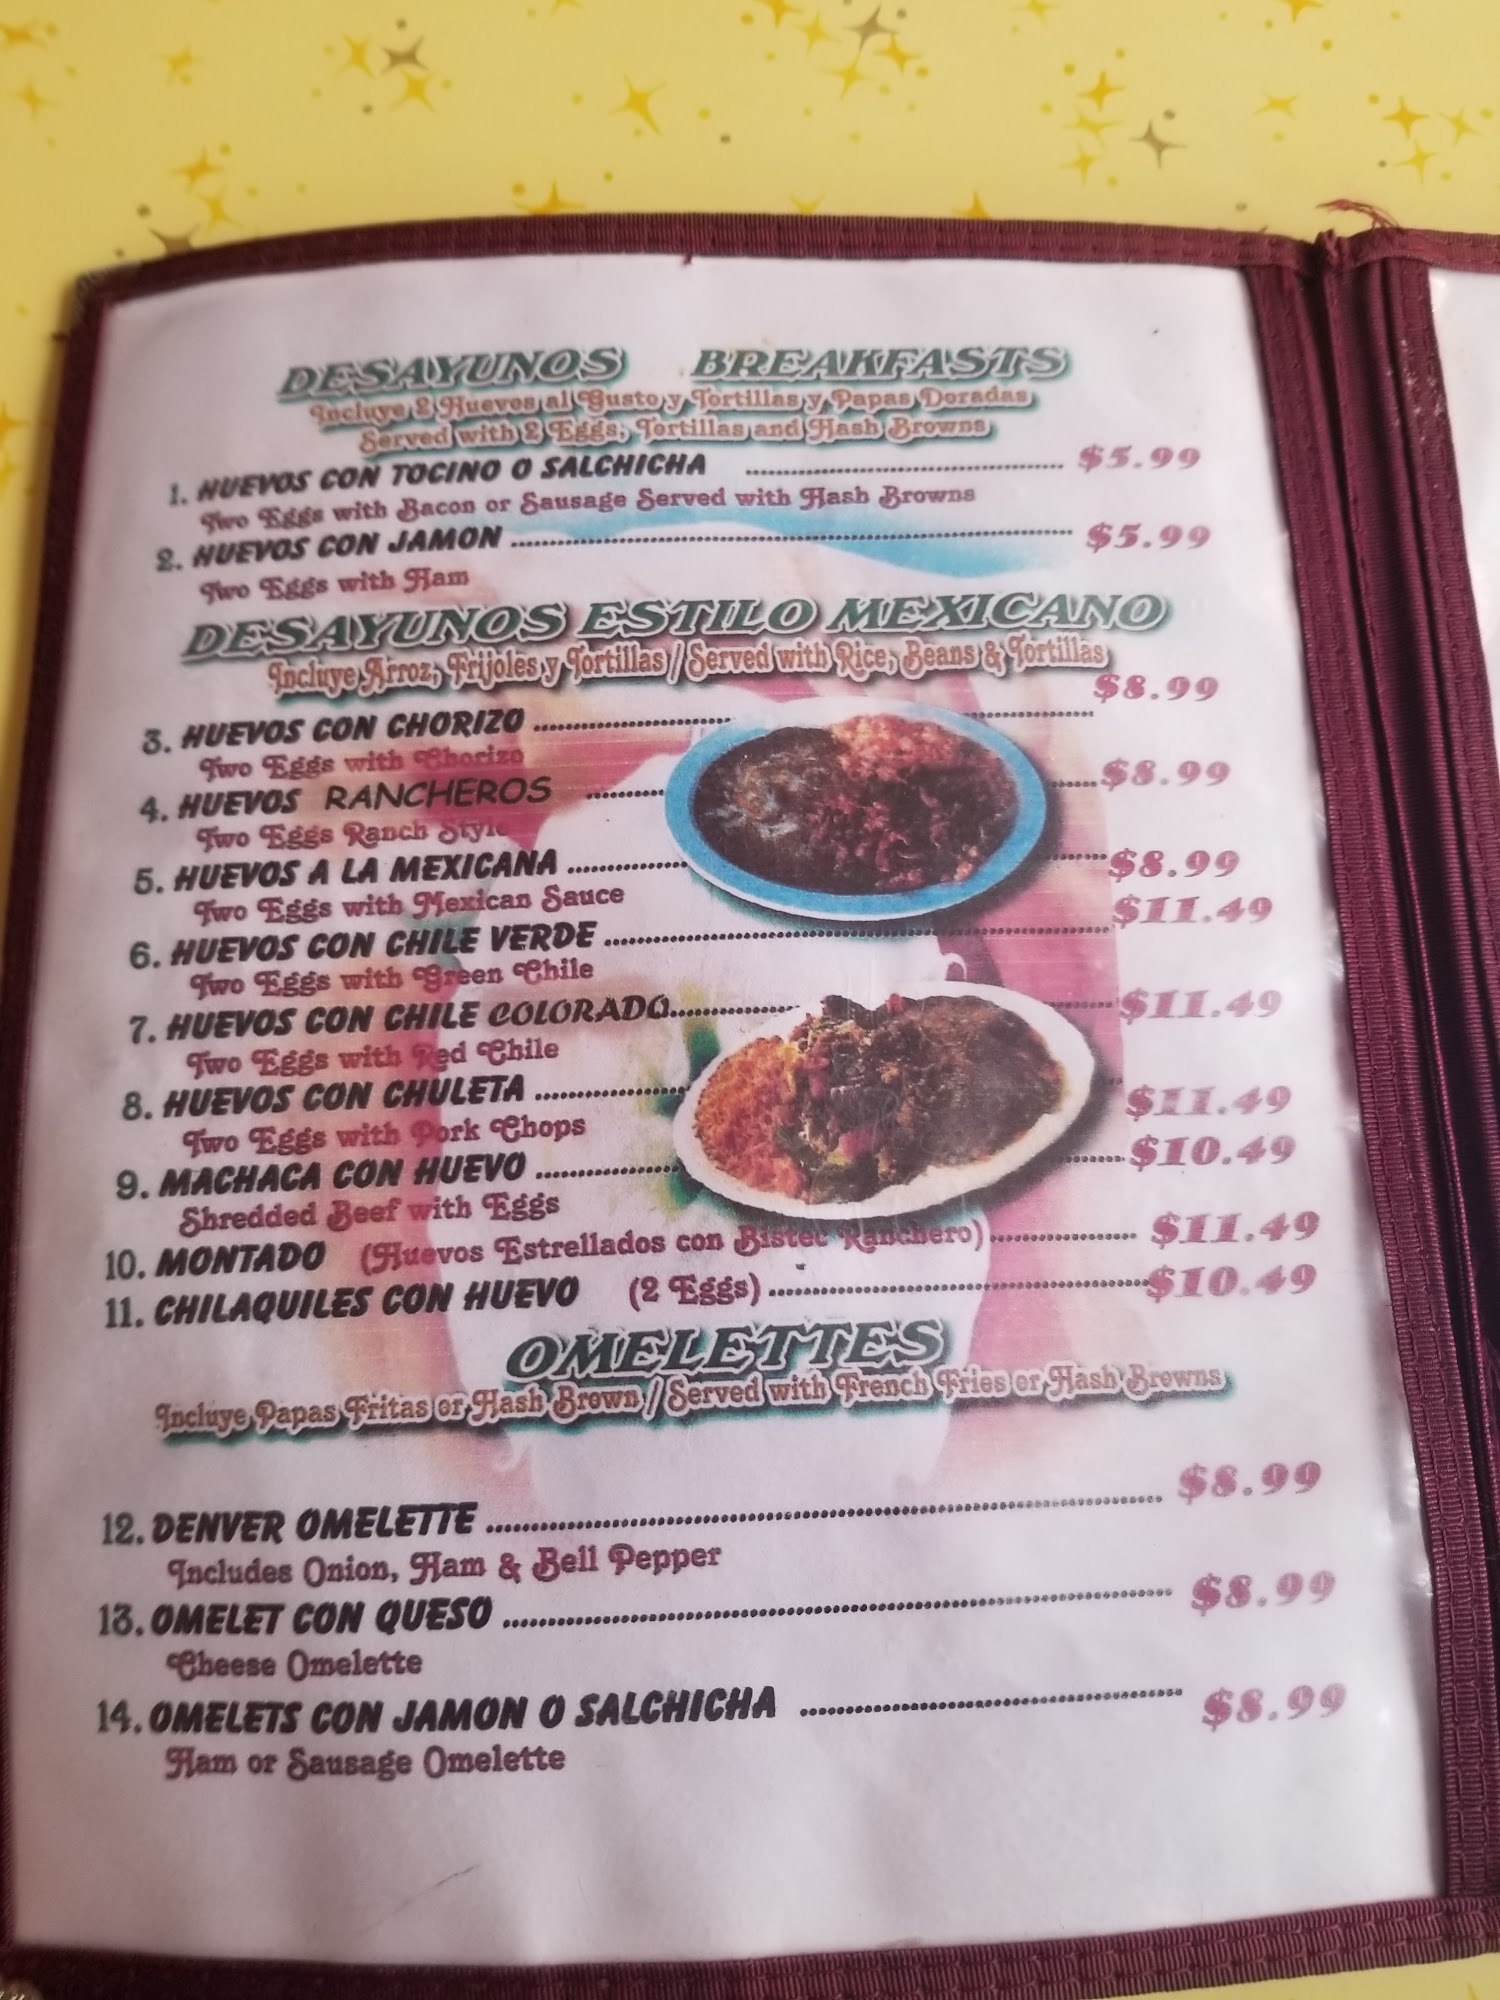 DESAYUNOS BREAKFASTS
Incluye 2 Huevos al Gusto y Tortillas y Papas Doradas
Served with 2 Eggs, Tortillas and Hash Browns
1. HUEVOS CON TOCINO O SALCHICHA ........ $5.99
Two Eggs with Bacon or Sausage Served with Hash Browns
2. HUEVOS CON JAMON ........ $5.99
Two Eggs with Ham
DESAYUNOS ESTILO MEXICANO
Incluye Arroz, Frijoles y Tortillas / Served with Rice, Beans & Tortillas
3. HUEVOS CON CHORIZO ........ $8.99
Two Eggs with Chorizo
4. HUEVOS RANCHEROS ........ $8.99
Two Eggs Ranch Style
5. HUEVOS A LA MEXICANA ........ $8.99
Two Eggs with Mexican Sauce
6. HUEVOS CON CHILE VERDE ........ $11.49
Two Eggs with Green Chile
7. HUEVOS CON CHILE COLORADO ........ $11.49
Two Eggs with Red Chile
8. HUEVOS CON CHULETA ........ $11.49
Two Eggs with Pork Chops
9. MACHACA CON HUEVO ........ $10.49
Shredded Beef with Eggs
10. MONTADO (Huevos Estrellados con Bistec Ranchero) ........ $11.49
11. CHILAQUILES CON HUEVO (2 Eggs) ........ $10.49
OMELETTES
Incluye Papas Fritas or Hash Brown / Served with French Fries or Hash Browns
12. DENVER OMELETTE ........ $8.99
Includes Onion, Ham & Bell Pepper
13. OMELET CON QUESO ........ $8.99
Cheese Omelette
14. OMELETS CON JAMON O SALCHICHA ........ $8.99
Ham or Sausage Omelette